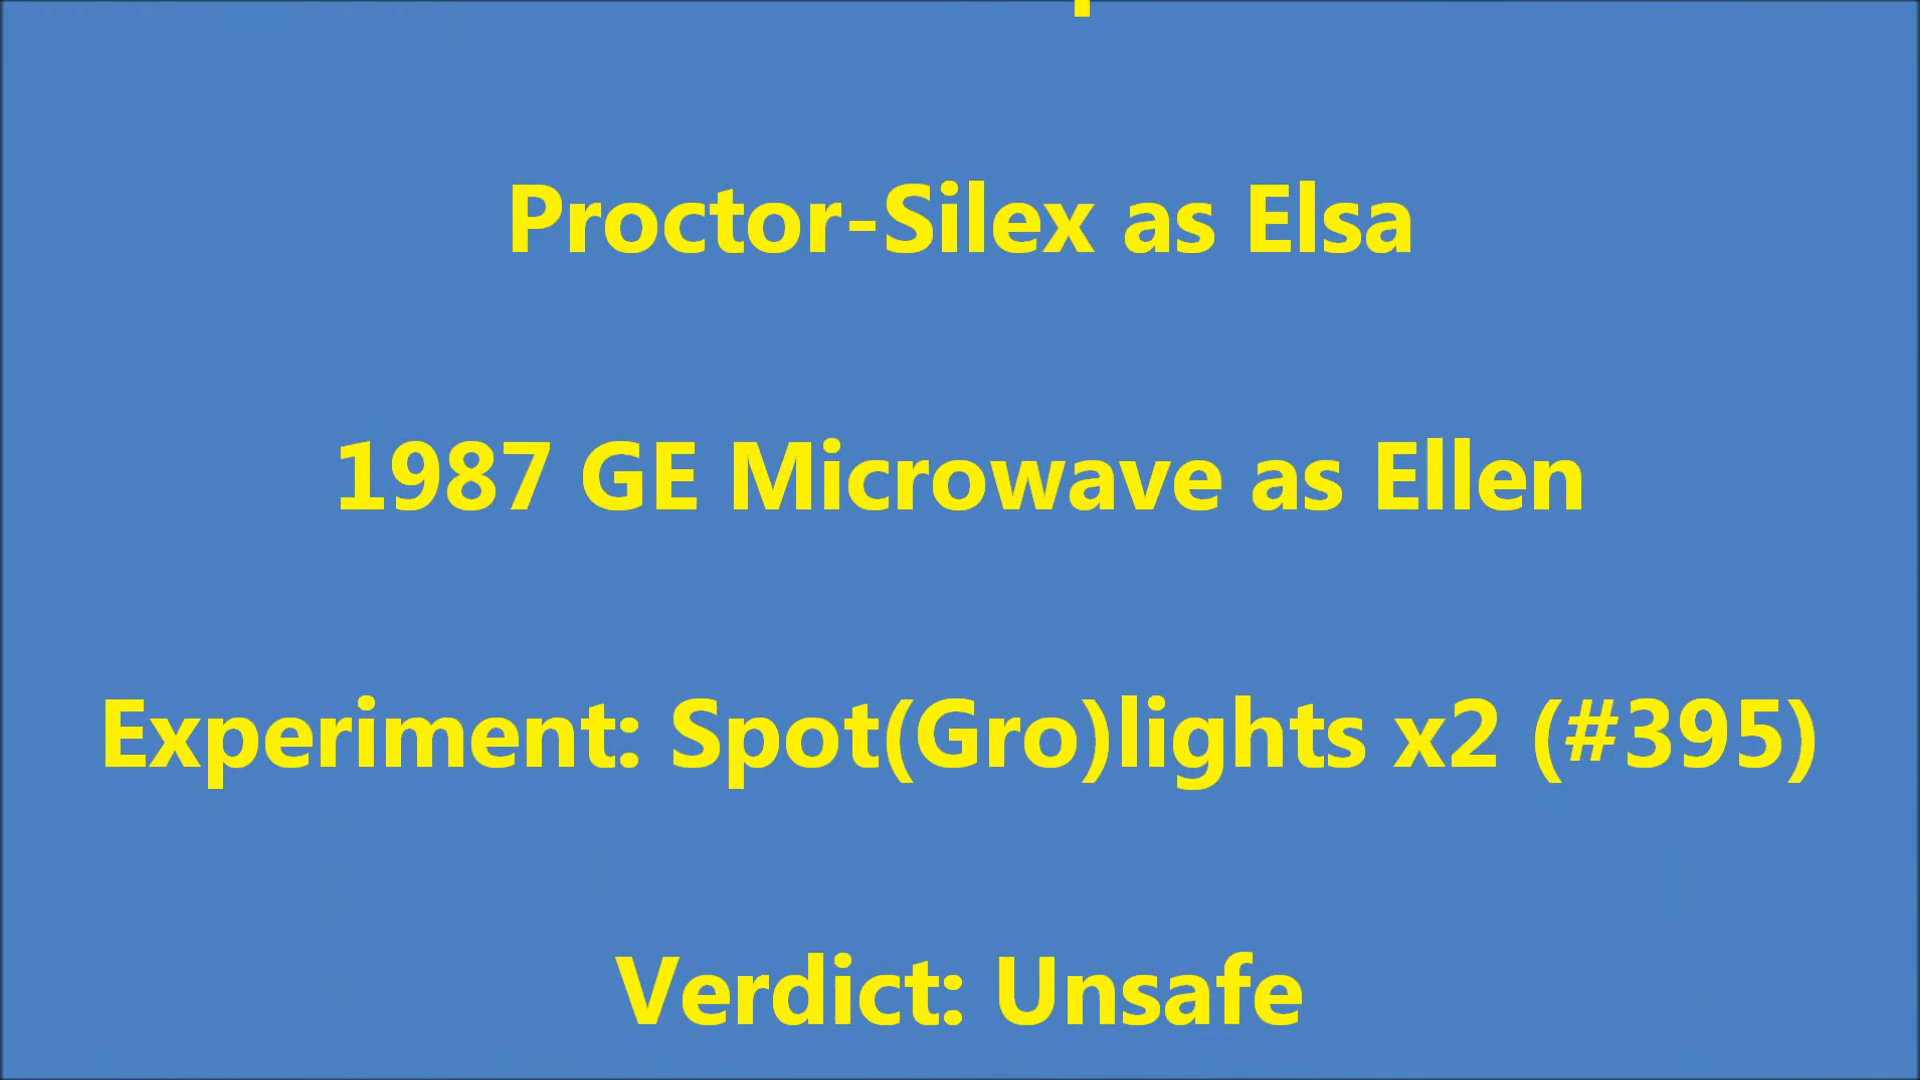 Proctor-Silex as Elsa
1987 GE Microwave as Ellen
Experiment: Spot(Gro)lights x2 (#395)
Verdict: Unsafe